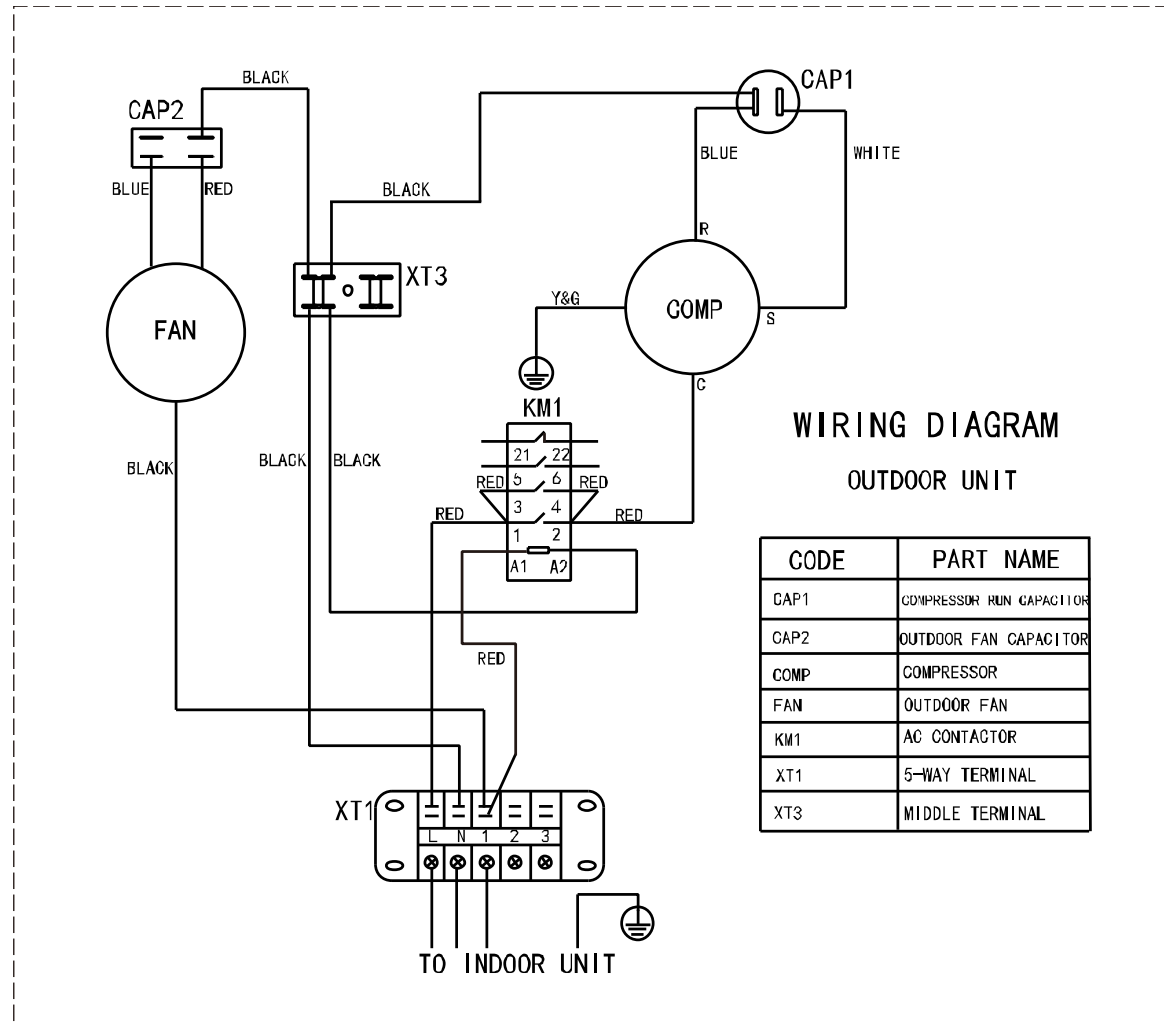 BLACK
CAP1
CAP2
BLUE
WHITE
BLUE
RED
BLACK
R
XT3
Y&G
FAN
COMP
S
C
KM1
WIRING DIAGRAM
OUTDOOR UNIT
21 22
BLACK
BLACK
BLACK
RED
5
6
RED
3
4
RED
RED
1
2
A1
A2
RED
CODE
PART NAME
CAP1
COMPRESSOR RUN CAPACITOR
CAP2
OUTDOOR FAN CAPACITOR
COMP
COMPRESSOR
FAN
OUTDOOR FAN
KM1
AC CONTACTOR
XT1
5-WAY TERMINAL
XT3
MIDDLE TERMINAL
XT1
L N 1 2 3
TO INDOOR UNIT